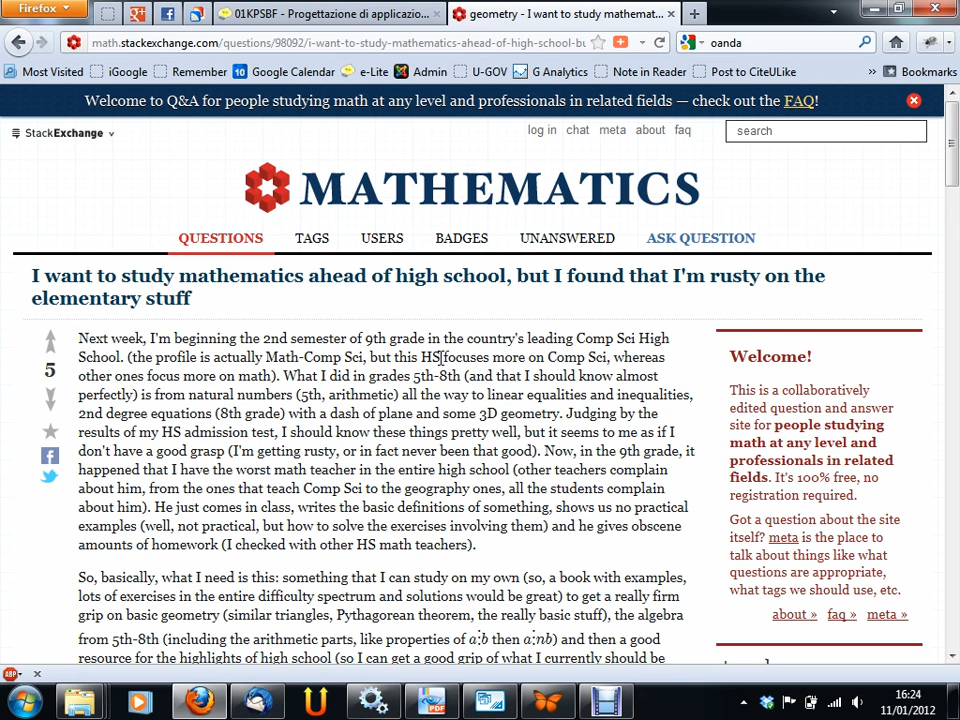 Firefox
01KPSBF - Progettazione di applicazio...
geometry - I want to study mathemat...
math.stackexchange.com/questions/98092/i-want-to-study-mathematics-ahead-of-high-school-bu
oanda
Most Visited iGoogle Remember 10 Google Calendar e-Lite Admin U-GOV G Analytics Note in Reader Post to CiteULike » Bookmarks
Welcome to Q&A for people studying math at any level and professionals in related fields — check out the FAQ!
StackExchange
log in chat meta about faq
search
MATHEMATICS
QUESTIONS TAGS USERS BADGES UNANSWERED ASK QUESTION
I want to study mathematics ahead of high school, but I found that I'm rusty on the
elementary stuff
5
Next week, I'm beginning the 2nd semester of 9th grade in the country's leading Comp Sci High
School. (the profile is actually Math-Comp Sci, but this HS focuses more on Comp Sci, whereas
other ones focus more on math). What I did in grades 5th-8th (and that I should know almost
perfectly) is from natural numbers (5th, arithmetic) all the way to linear equalities and inequalities,
2nd degree equations (8th grade) with a dash of plane and some 3D geometry. Judging by the
results of my HS admission test, I should know these things pretty well, but it seems to me as if I
don't have a good grasp (I'm getting rusty, or in fact never been that good). Now, in the 9th grade, it
happened that I have the worst math teacher in the entire high school (other teachers complain
about him, from the ones that teach Comp Sci to the geography ones, all the students complain
about him). He just comes in class, writes the basic definitions of something, shows us no practical
examples (well, not practical, but how to solve the exercises involving them) and he gives obscene
amounts of homework (I checked with other HS math teachers).
So, basically, what I need is this: something that I can study on my own (so, a book with examples,
lots of exercises in the entire difficulty spectrum and solutions would be great) to get a really firm
grip on basic geometry (similar triangles, Pythagorean theorem, the really basic stuff), the algebra
from 5th-8th (including the arithmetic parts, like properties of a⋮b then a⋮nb) and then a good
resource for the highlights of high school (so I can get a good grip of what I currently should be
Welcome!
This is a collaboratively
edited question and answer
site for people studying
math at any level and
professionals in related
fields. It's 100% free, no
registration required.
Got a question about the site
itself? meta is the place to
talk about things like what
questions are appropriate,
what tags we should use, etc.
about » faq » meta »
ABP
16:24
11/01/2012